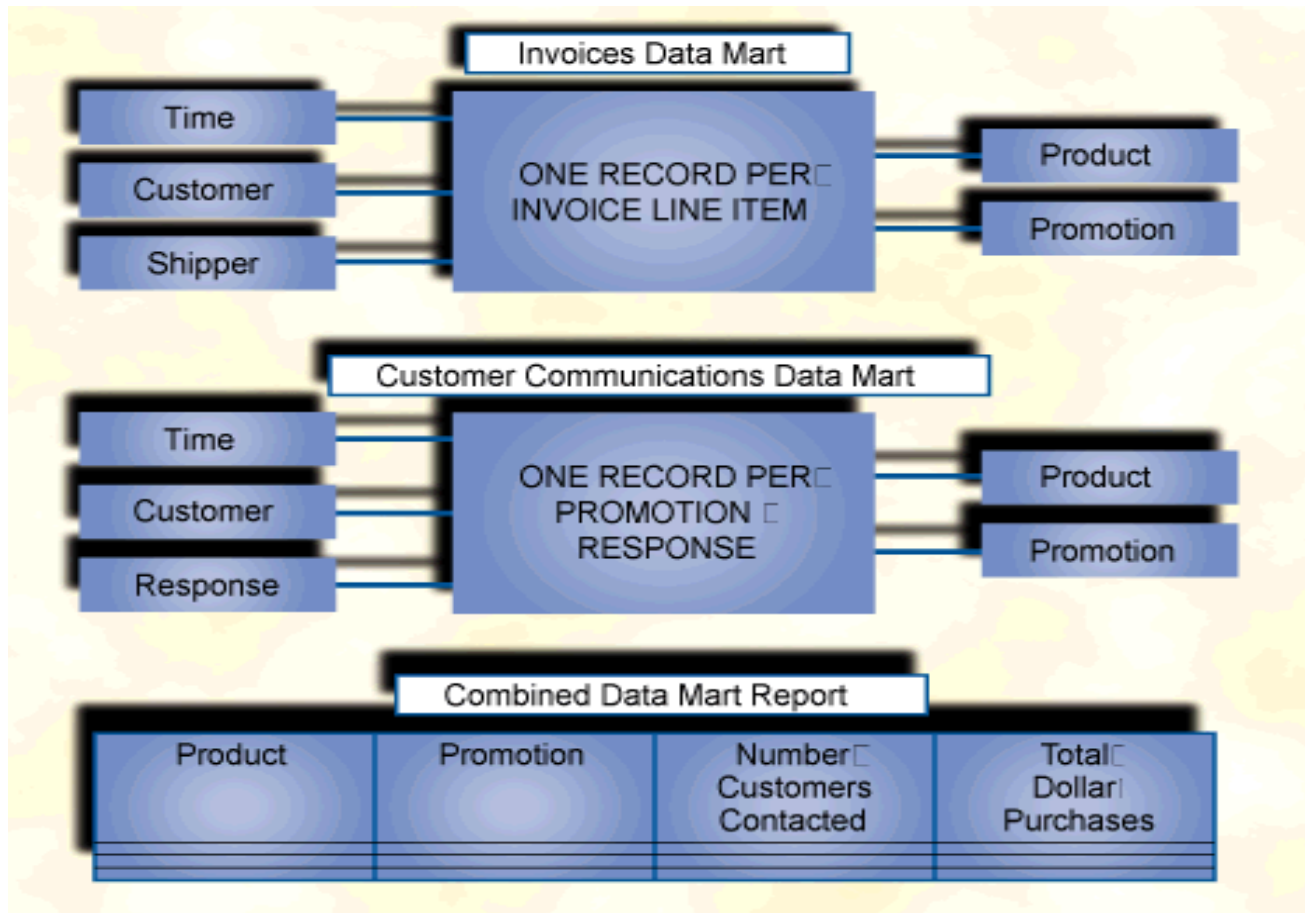 Invoices Data Mart
Time
Customer
Shipper
ONE RECORD PER
INVOICE LINE ITEM
Product
Promotion
Customer Communications Data Mart
Time
Customer
Response
ONE RECORD PER
PROMOTION
RESPONSE
Product
Promotion
Combined Data Mart Report
Product
Promotion
Number
Customers
Contacted
Total
Dollar
Purchases